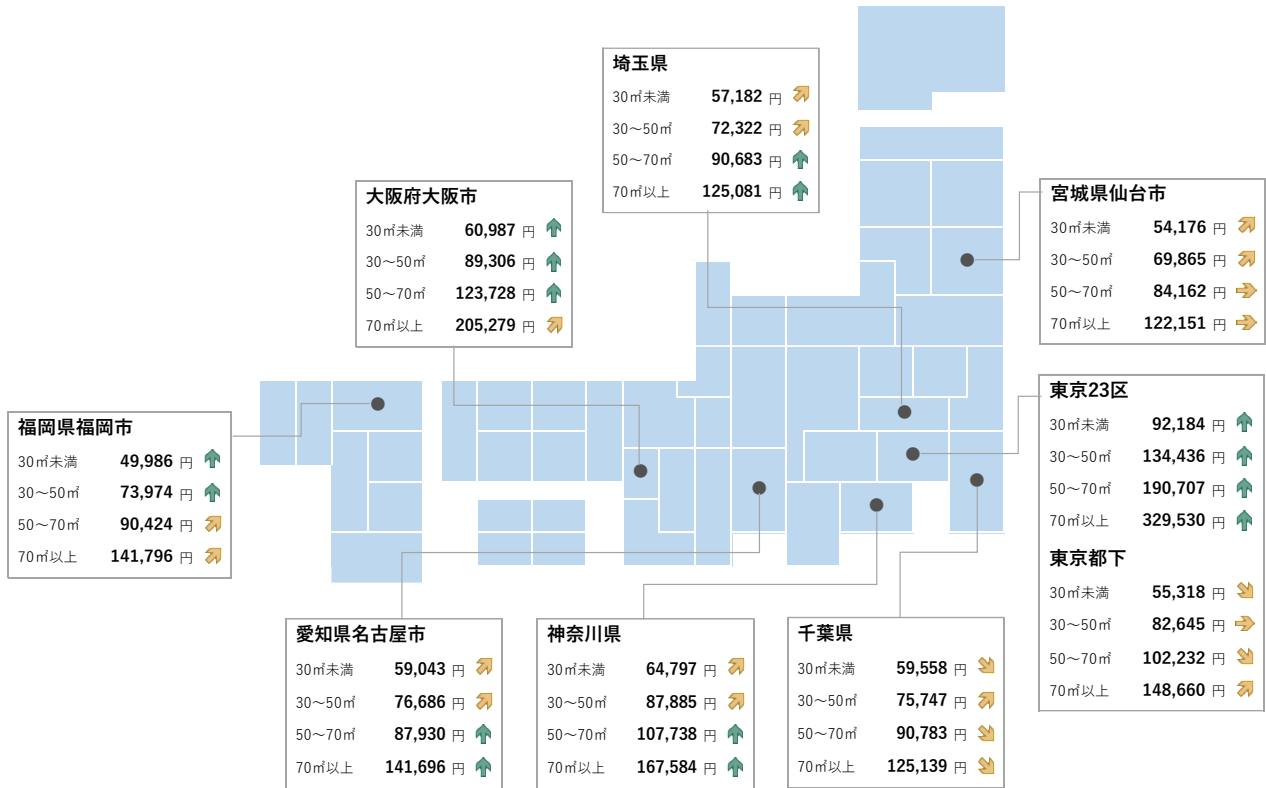 埼玉県
30㎡未満 57,182 円
30～50㎡ 72,322 円
50～70㎡ 90,683 円
70㎡以上 125,081 円
大阪府大阪市
30㎡未満 60,987 円
30～50㎡ 89,306 円
50～70㎡ 123,728 円
70㎡以上 205,279 円
宮城県仙台市
30㎡未満 54,176 円
30～50㎡ 69,865 円
50～70㎡ 84,162 円
70㎡以上 122,151 円
福岡県福岡市
30㎡未満 49,986 円
30～50㎡ 73,974 円
50～70㎡ 90,424 円
70㎡以上 141,796 円
東京23区
30㎡未満 92,184 円
30～50㎡ 134,436 円
50～70㎡ 190,707 円
70㎡以上 329,530 円
東京都下
30㎡未満 55,318 円
30～50㎡ 82,645 円
50～70㎡ 102,232 円
70㎡以上 148,660 円
愛知県名古屋市
30㎡未満 59,043 円
30～50㎡ 76,686 円
50～70㎡ 87,930 円
70㎡以上 141,696 円
神奈川県
30㎡未満 64,797 円
30～50㎡ 87,885 円
50～70㎡ 107,738 円
70㎡以上 167,584 円
千葉県
30㎡未満 59,558 円
30～50㎡ 75,747 円
50～70㎡ 90,783 円
70㎡以上 125,139 円